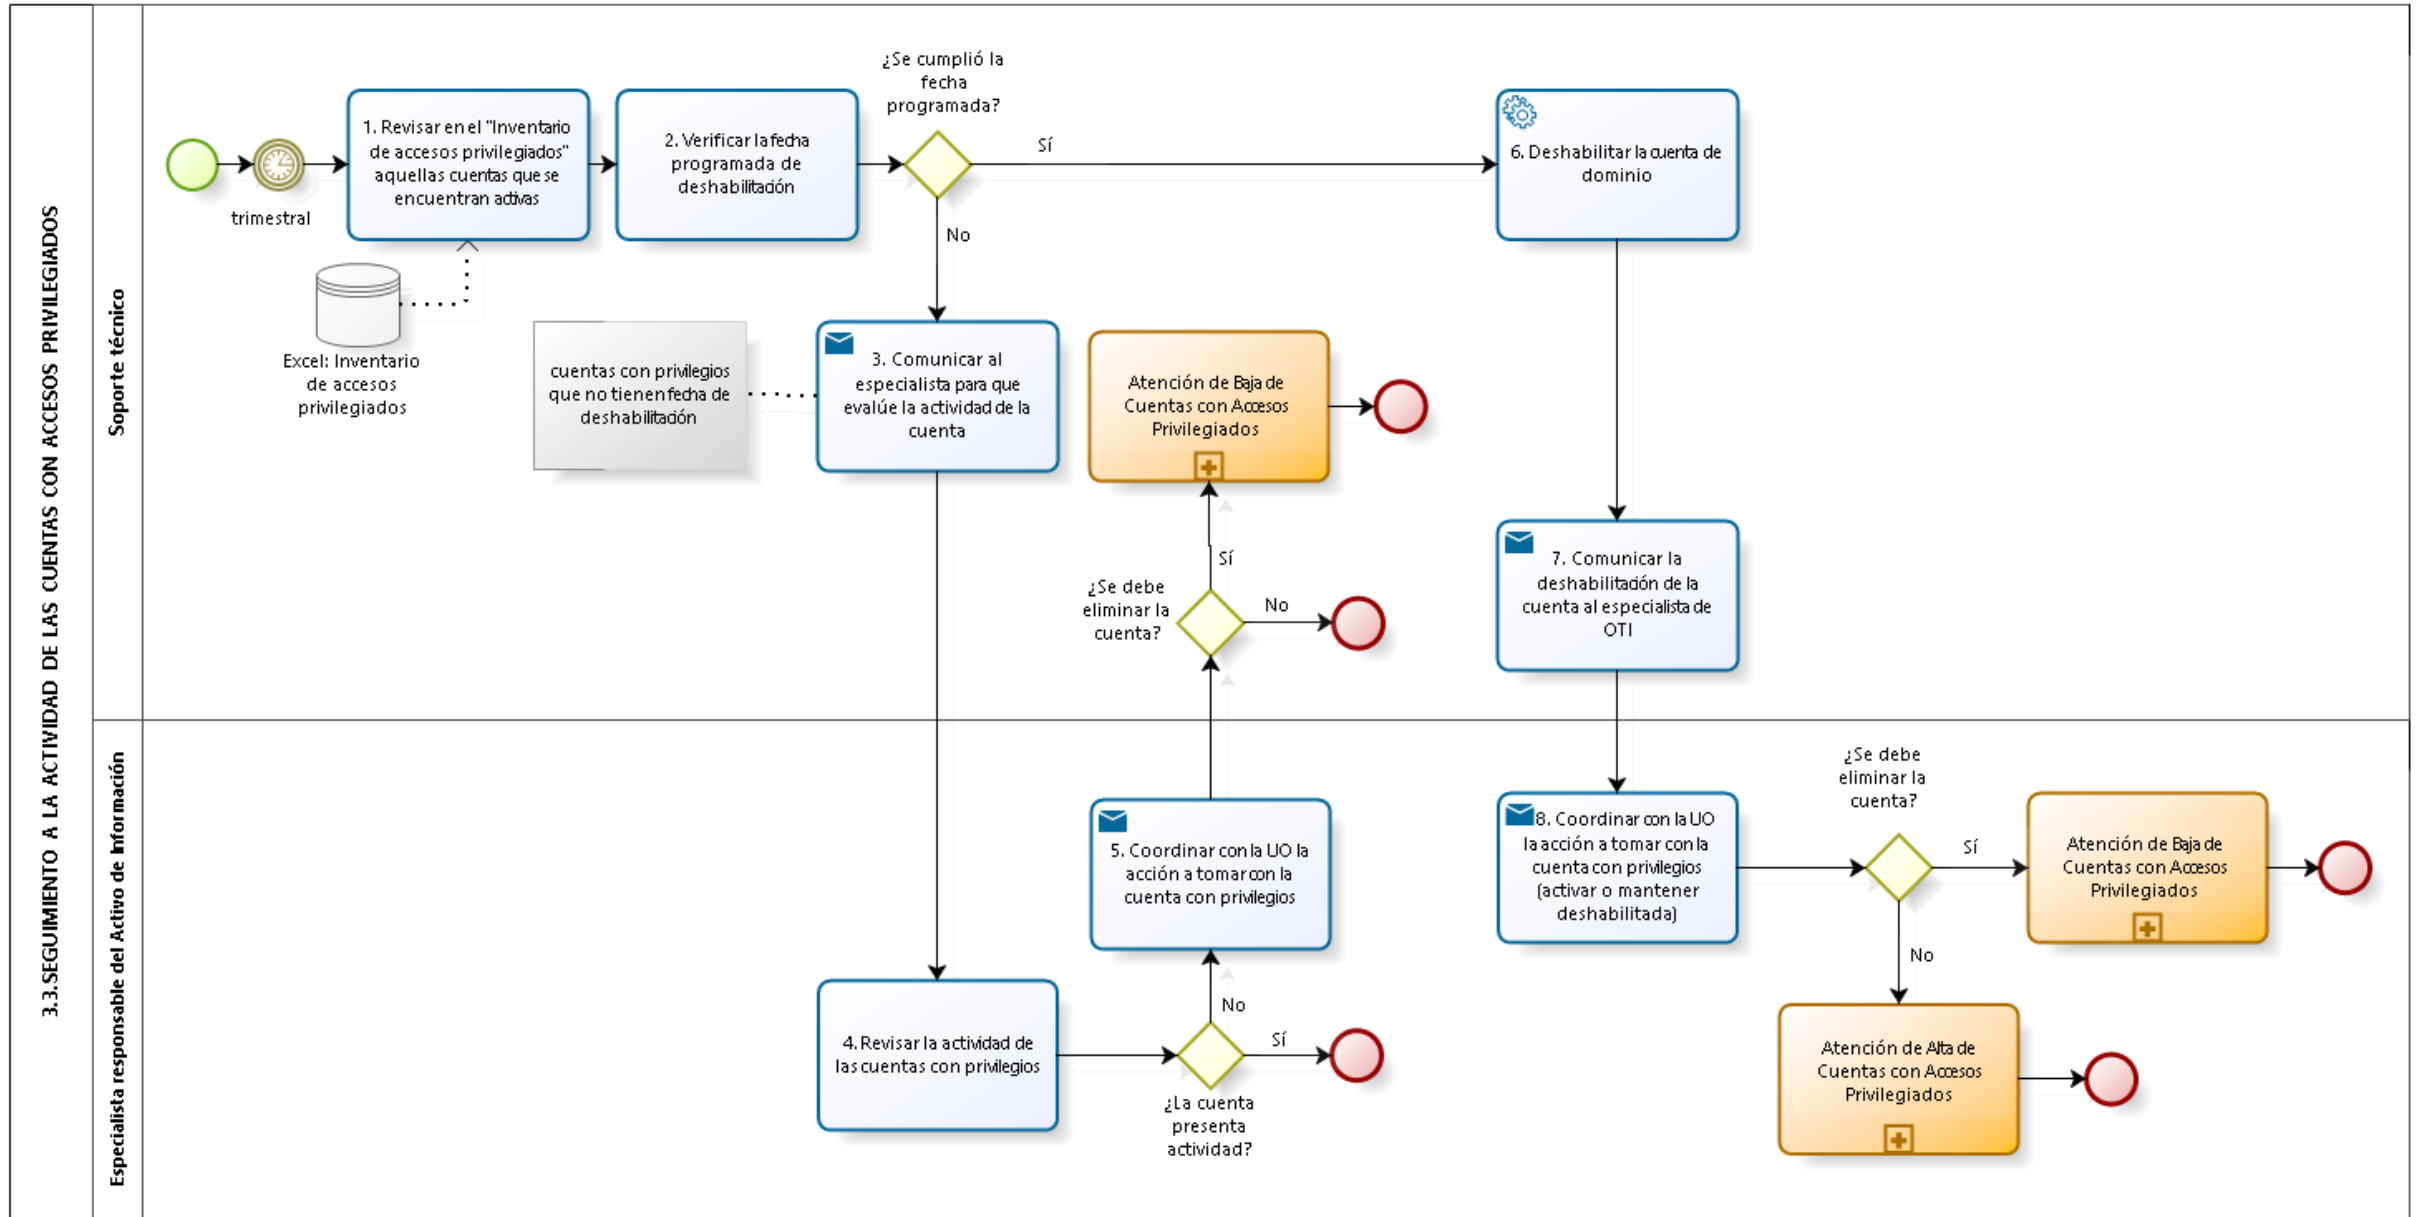 3.3.SEGUIMIENTO A LA ACTIVIDAD DE LAS CUENTAS CON ACCESOS PRIVILEGIADOS
Soporte técnico
trimestral
1. Revisar en el "Inventario
de accesos privilegiados"
aquellas cuentas que se
encuentran activas
Excel: Inventario
de accesos
privilegiados
2. Verificar la fecha
programada de
deshabilitación
¿Se cumplió la
fecha
programada?
Sí
No
6. Deshabilitar la cuenta de
dominio
cuentas con privilegios
que no tienen fecha de
deshabilitación
3. Comunicar al
especialista para que
evalúe la actividad de la
cuenta
Atención de Baja de
Cuentas con Accesos
Privilegiados
Sí
¿Se debe
eliminar la
cuenta?
No
7. Comunicar la
deshabilitación de la
cuenta al especialista de
OTI
Especialista responsable del Activo de Información
4. Revisar la actividad de
las cuentas con privilegios
¿La cuenta
presenta
actividad?
No
Sí
5. Coordinar con la UO la
acción a tomar con la
cuenta con privilegios
8. Coordinar con la UO
la acción a tomar con la
cuenta con privilegios
(activar o mantener
deshabilitada)
¿Se debe
eliminar la
cuenta?
Sí
No
Atención de Baja de
Cuentas con Accesos
Privilegiados
Atención de Alta de
Cuentas con Accesos
Privilegiados